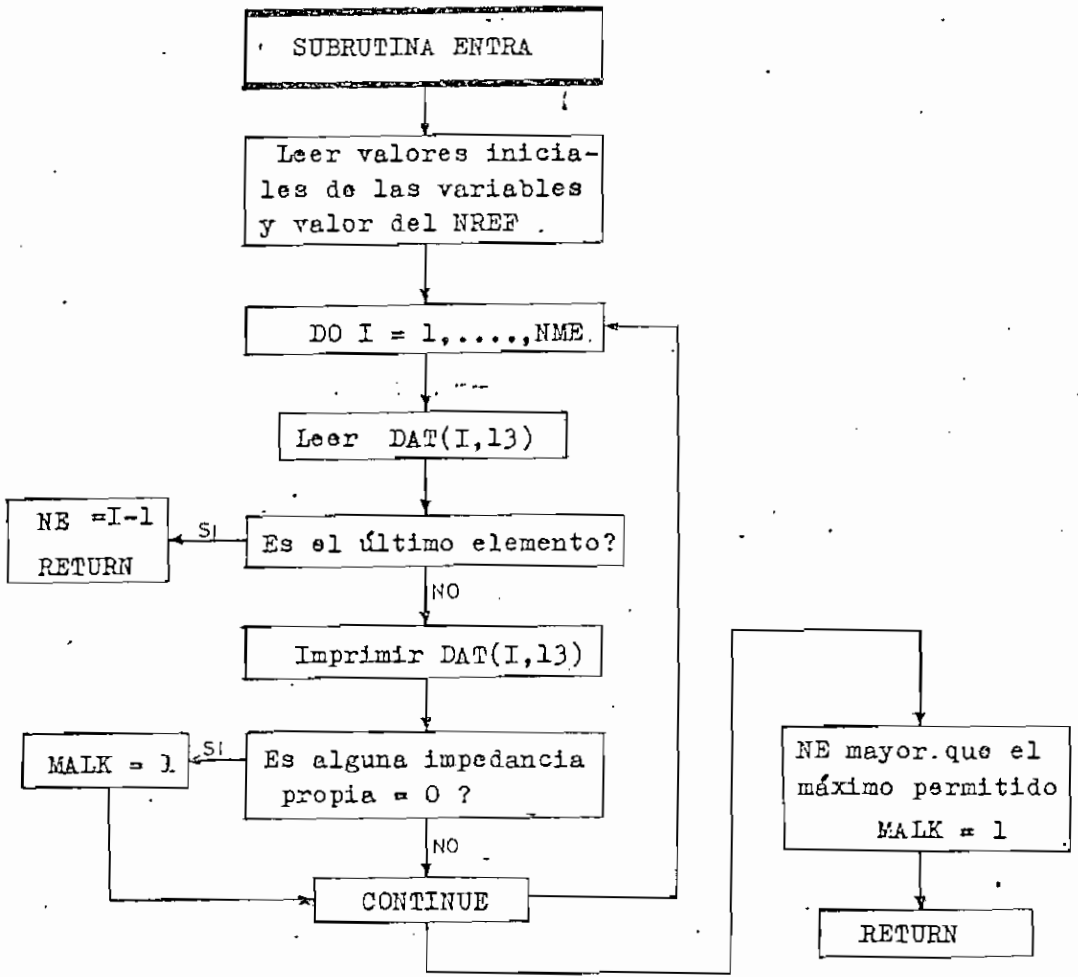 SUBRUTINA ENTRA
Leer valores inicia-
les de las variables
y valor del NREF .
DO I = 1,....,NME.
Leer DAT(I,13)
NE =I-1
RETURN
SI
Es el último elemento?
NO
Imprimir DAT(I,13)
MALK = 1
SI
Es alguna impedancia
propia = 0 ?
NO
CONTINUE
NE mayor.que el
máximo permitido
MALK = 1
RETURN